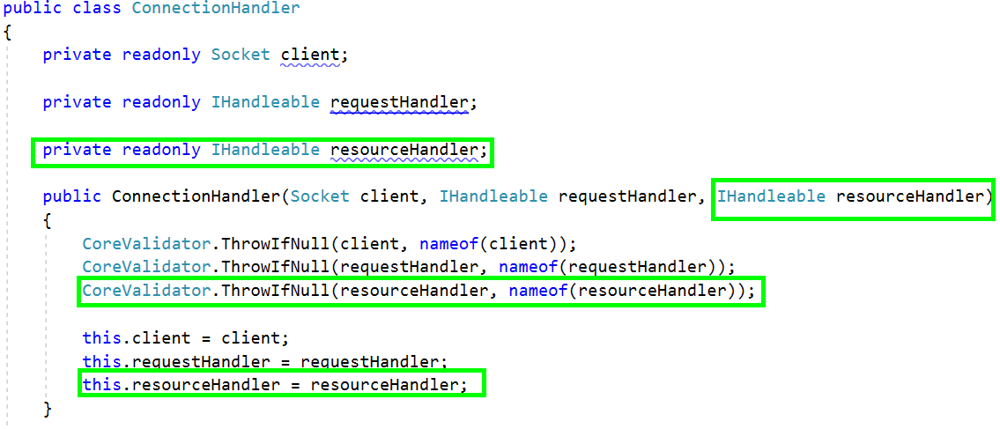 public class ConnectionHandler
{
private readonly Socket client;
private readonly IHandleable requestHandler;
private readonly IHandleable resourceHandler;
public ConnectionHandler(Socket client, IHandleable requestHandler, IHandleable resourceHandler)
{
CoreValidator.ThrowIfNull(client, nameof(client));
CoreValidator.ThrowIfNull(requestHandler, nameof(requestHandler));
CoreValidator.ThrowIfNull(resourceHandler, nameof(resourceHandler));
this.client = client;
this.requestHandler = requestHandler;
this.resourceHandler = resourceHandler;
}